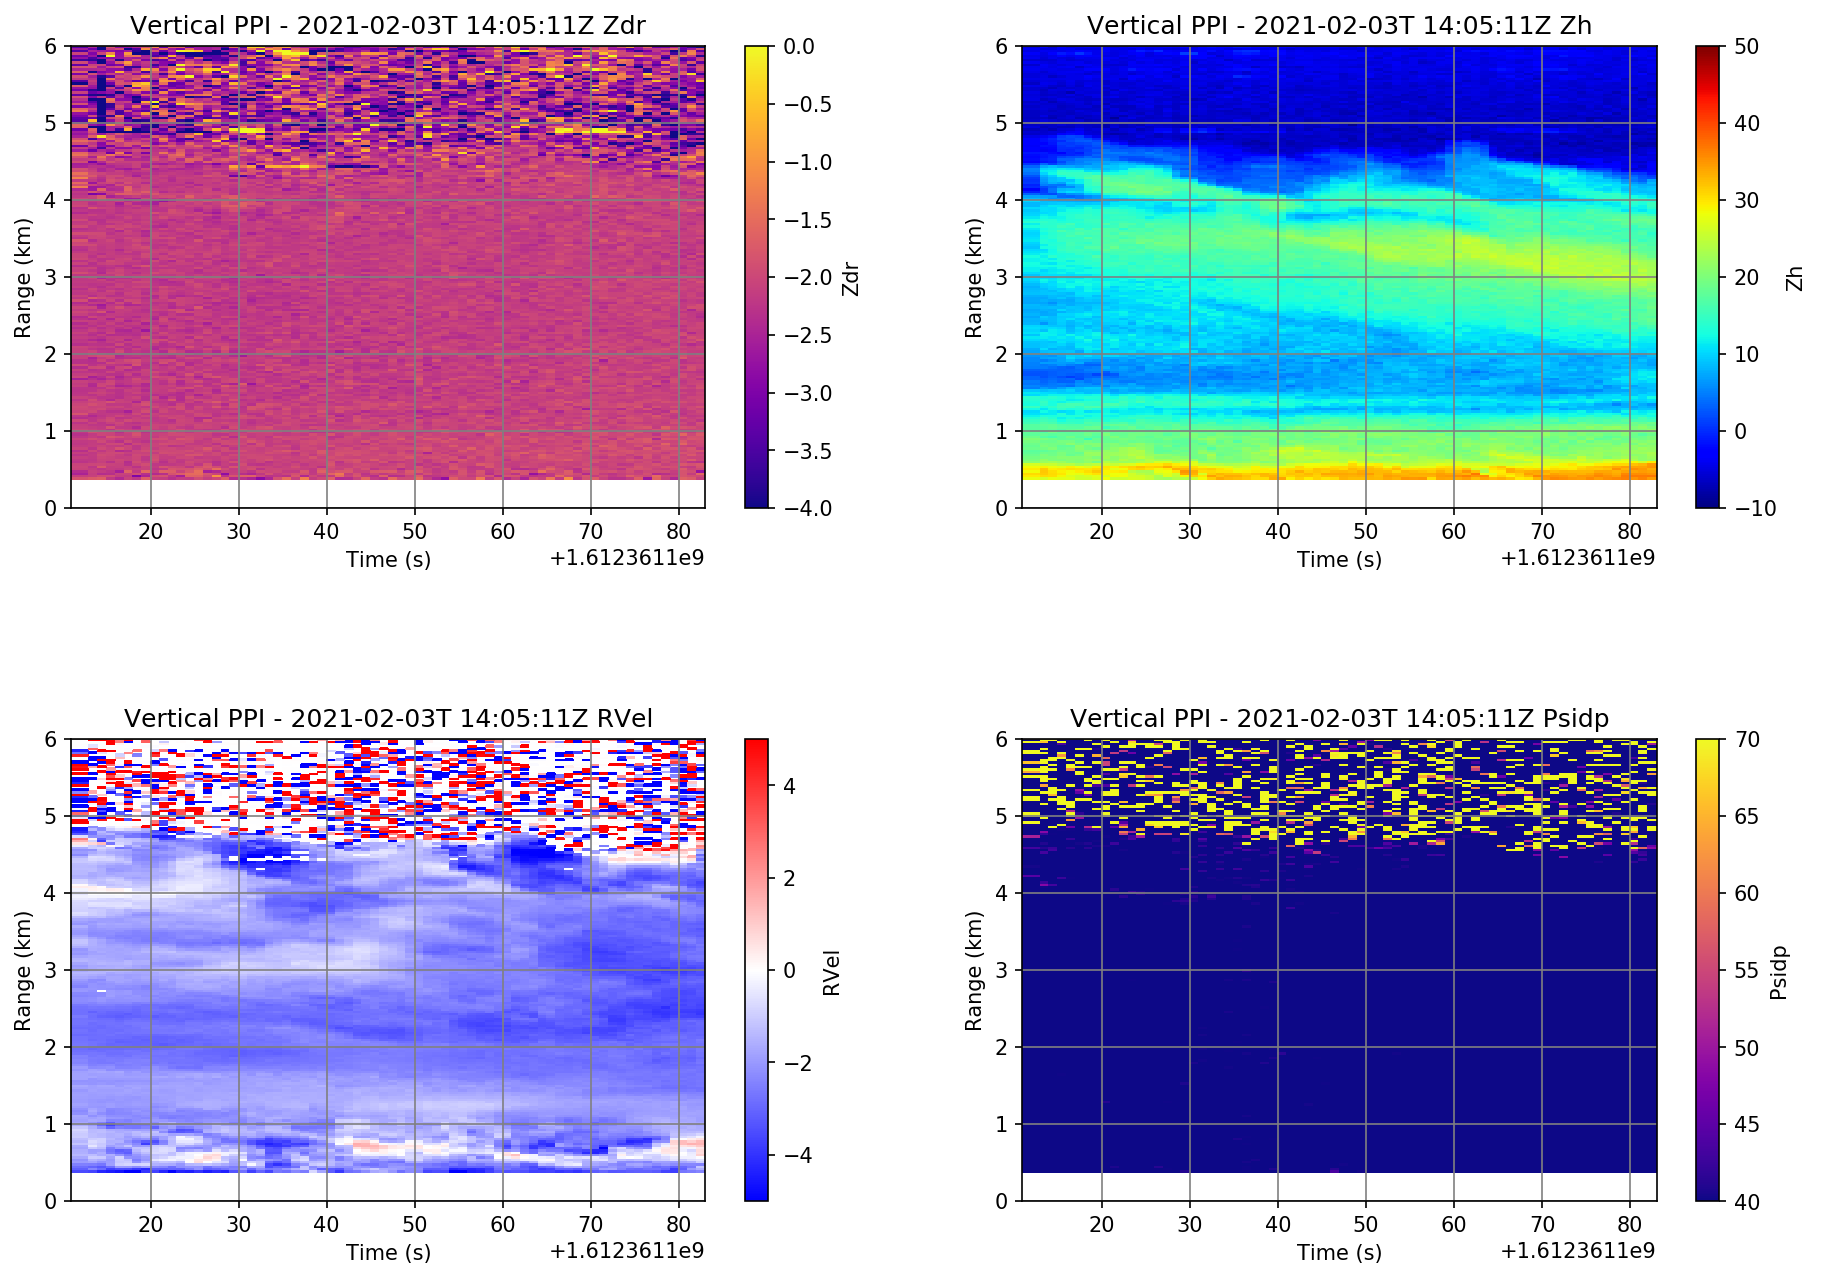 Vertical PPI - 2021-02-03T 14:05:11Z Zdr
6
5
4
3
2
1
0
Range (km)
20 30 40 50 60 70 80
Time (s)
+1.6123611e9
0.0
−0.5
−1.0
−1.5
−2.0
−2.5
−3.0
−3.5
−4.0
Zdr
Vertical PPI - 2021-02-03T 14:05:11Z Zh
6
5
4
3
2
1
0
Range (km)
20 30 40 50 60 70 80
Time (s)
+1.6123611e9
50
40
30
20
10
0
−10
Zh
Vertical PPI - 2021-02-03T 14:05:11Z RVel
6
5
4
3
2
1
0
Range (km)
20 30 40 50 60 70 80
Time (s)
+1.6123611e9
4
2
0
−2
−4
RVel
Vertical PPI - 2021-02-03T 14:05:11Z Psidp
6
5
4
3
2
1
0
Range (km)
20 30 40 50 60 70 80
Time (s)
+1.6123611e9
70
65
60
55
50
45
40
Psidp